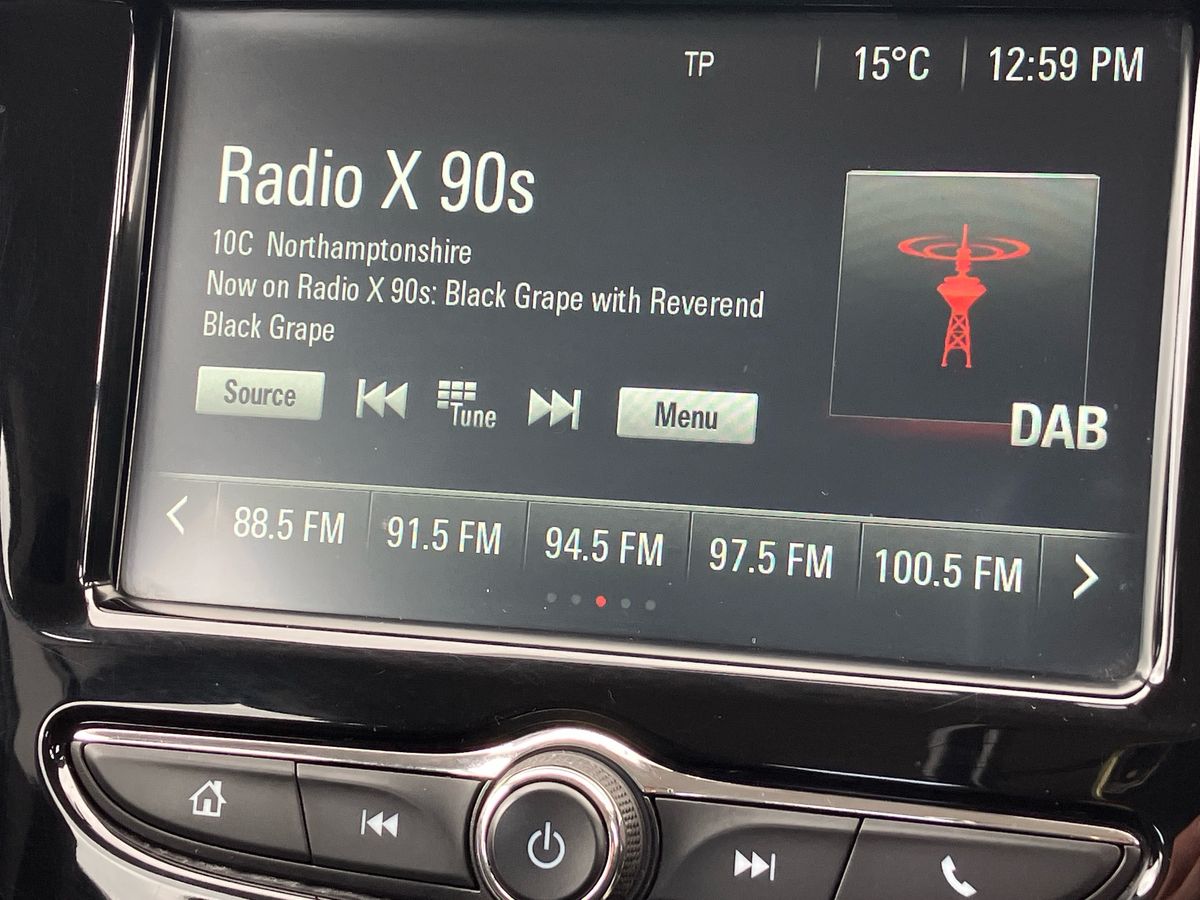 TP 15°C 12:59 PM
Radio X 90s
10C Northamptonshire
Now on Radio X 90s: Black Grape with Reverend
Black Grape
Source Tune Menu
DAB
88.5 FM 91.5 FM 94.5 FM 97.5 FM 100.5 FM